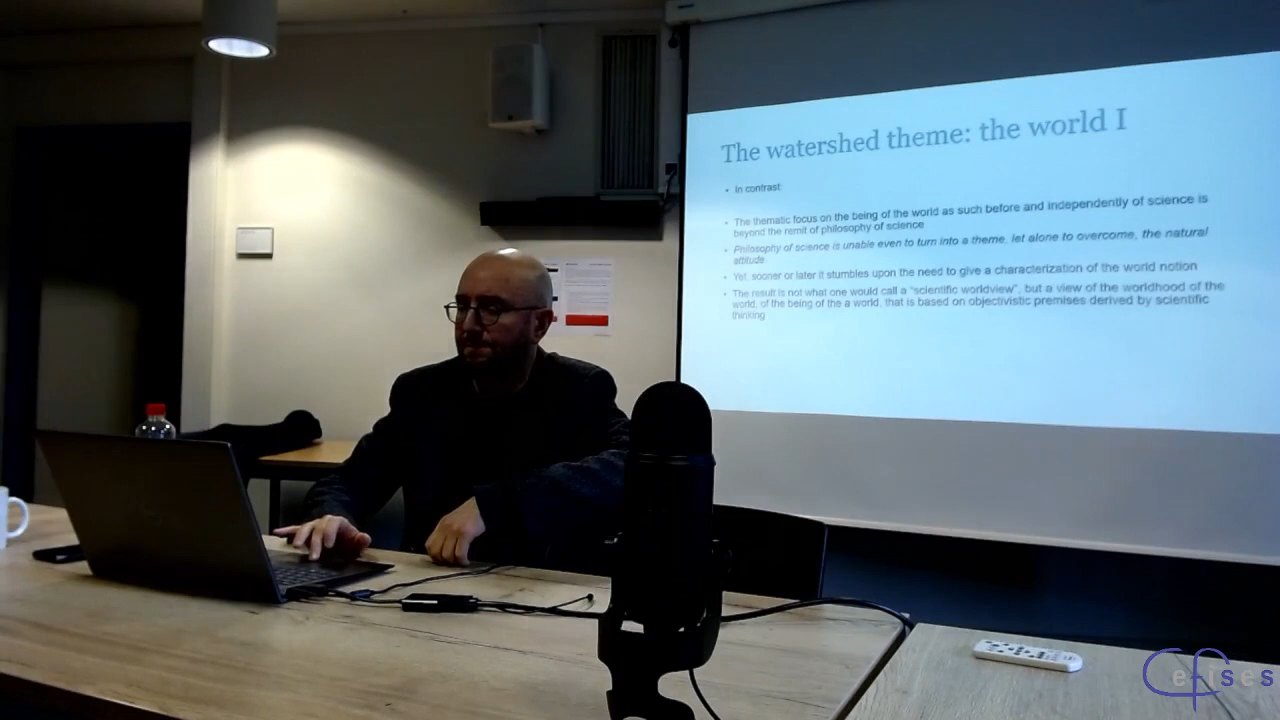 The watershed theme: the world I
• In contrast:
• The thematic focus on the being of the world as such before and independently of science is
beyond the remit of philosophy of science
• Philosophy of science is unable even to turn into a theme, let alone to overcome, the natural
attitude
• Yet, sooner or later it stumbles upon the need to give a characterization of the world notion
• The result is not what one would call a "scientific worldview", but a view of the worldhood of the
world, of the being of the a world, that is based on objectivistic premises derived by scientific
thinking
Cefises